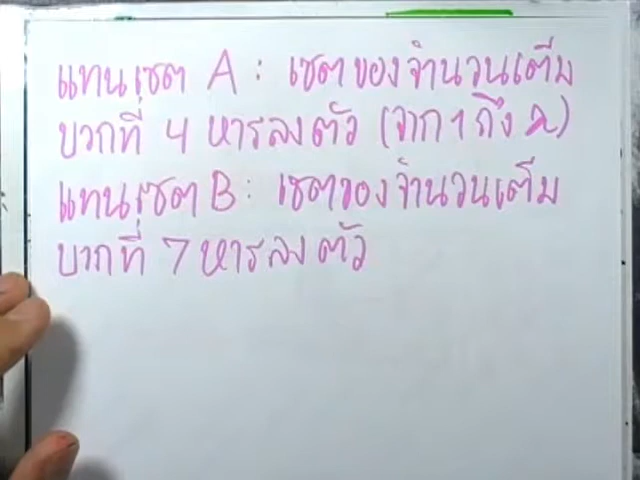 แทนเซต A : เซตของจำนวนเต็ม
บวกที่ 4 หารลงตัว (จาก 1 ถึง a)
แทนเซต B : เซตของจำนวนเต็ม
บวกที่ 7 หารลงตัว